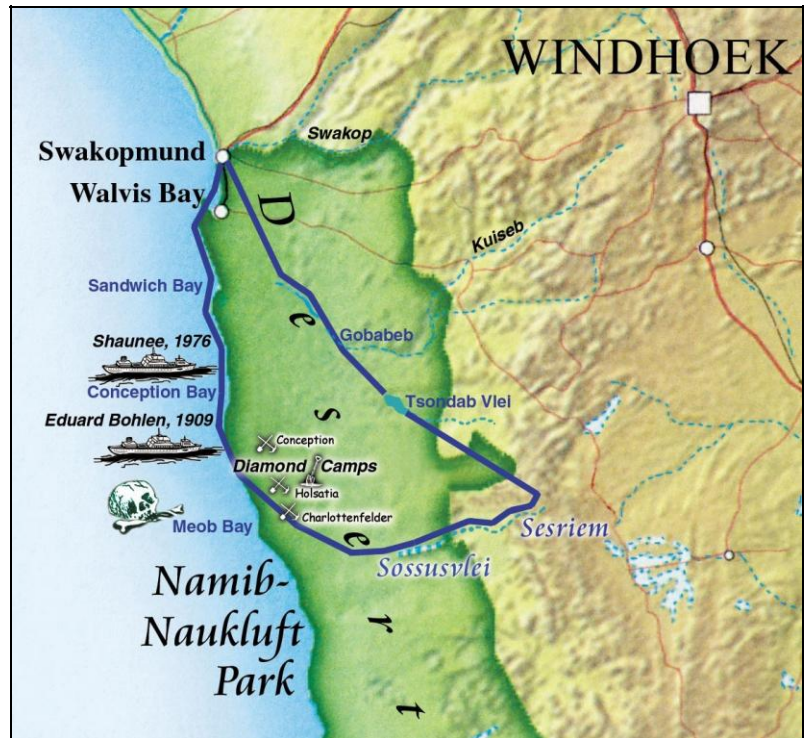 WINDHOEK
Swakop
Swakopmund
Walvis Bay
D
e
s
e
r
t
Kuiseb
Sandwich Bay
Gobabeb
Shaunee, 1976
Conception Bay
Tsondab Vlei
Eduard Bohlen, 1909
Conception
Diamond Camps
Holsatia
Charlottenfelder
Meob Bay
Sesriem
Sossusvlei
Namib-
Naukluft
Park